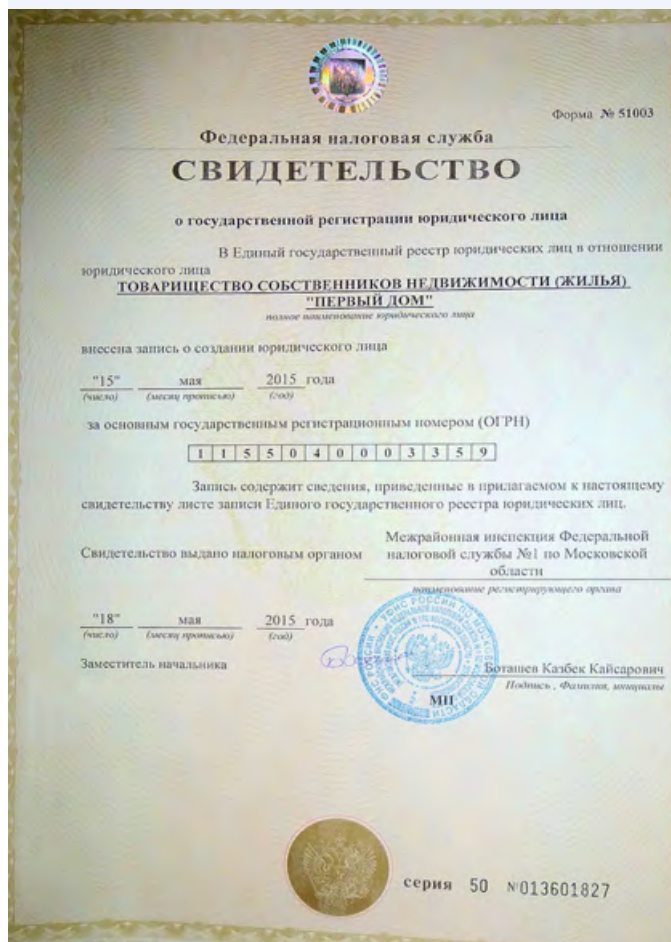 Форма № 51003
Федеральная налоговая служба
СВИДЕТЕЛЬСТВО
о государственной регистрации юридического лица
В Единый государственный реестр юридических лиц в отношении
юридического лица
ТОВАРИЩЕСТВО СОБСТВЕННИКОВ НЕДВИЖИМОСТИ (ЖИЛЬЯ)
"ПЕРВЫЙ ДОМ"
полное наименование юридического лица
внесена запись о создании юридического лица
"15" мая 2015 года
(число) (месяц прописью) (год)
за основным государственным регистрационным номером (ОГРН)
1 1 5 5 0 4 0 0 0 3 3 5 9
Запись содержит сведения, приведенные в прилагаемом к настоящему
свидетельству листе записи Единого государственного реестра юридических лиц.
Свидетельство выдано налоговым органом
Межрайонная инспекция Федеральной
налоговой службы №1 по Московской
области
наименование регистрирующего органа
"18" мая 2015 года
(число) (месяц прописью) (год)
Заместитель начальника
Боташев Казбек Кайсарович
Подпись , Фамилия, инициалы
МП
серия 50 №013601827